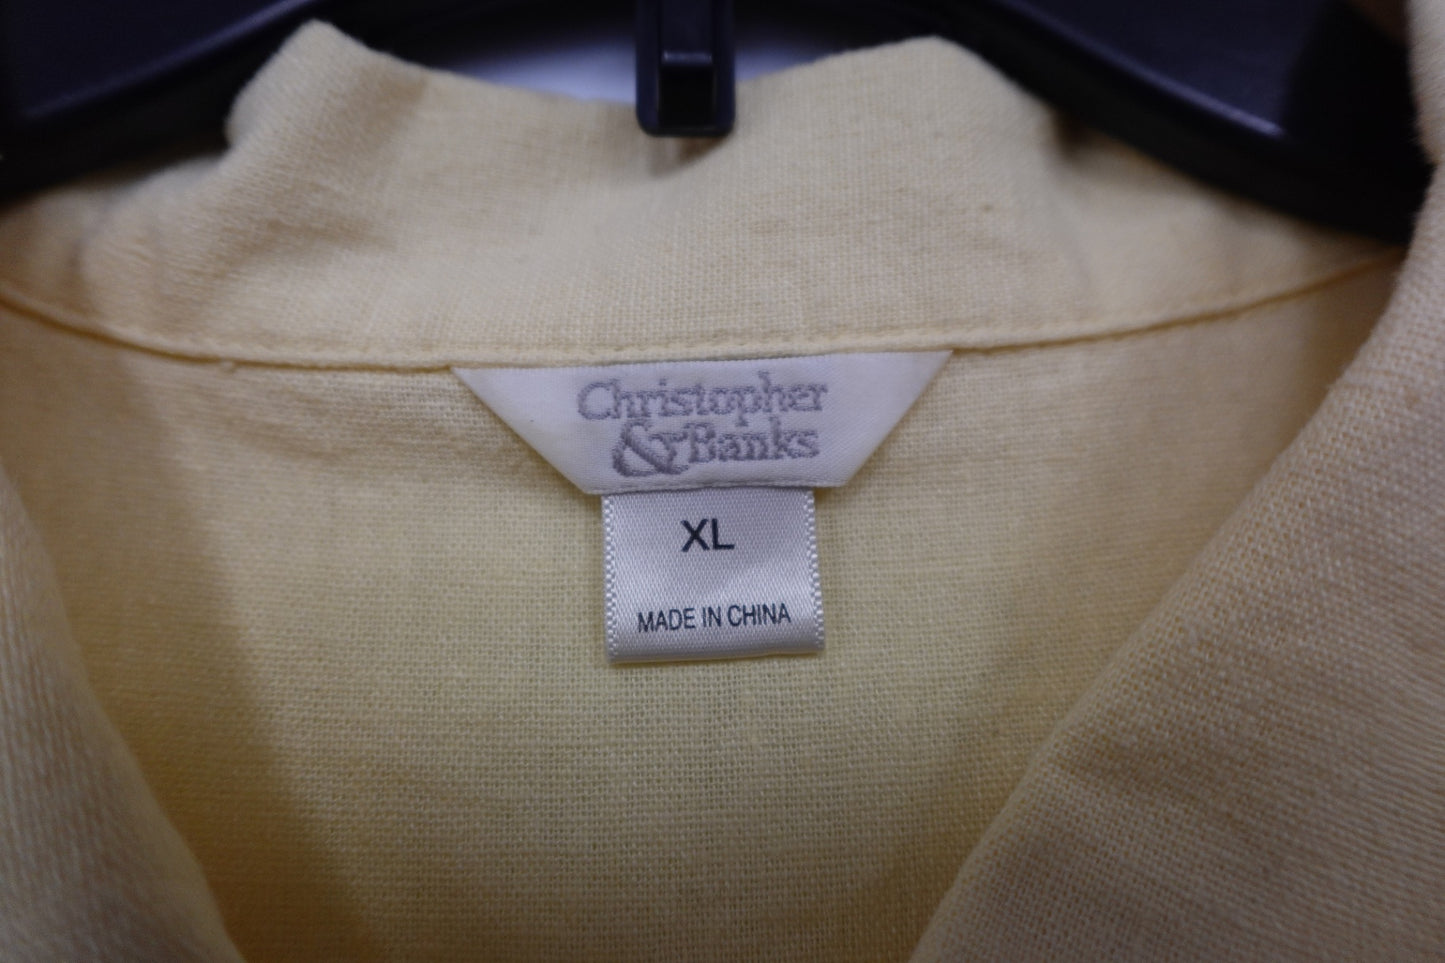 Christopher
& Banks
XL
MADE IN CHINA